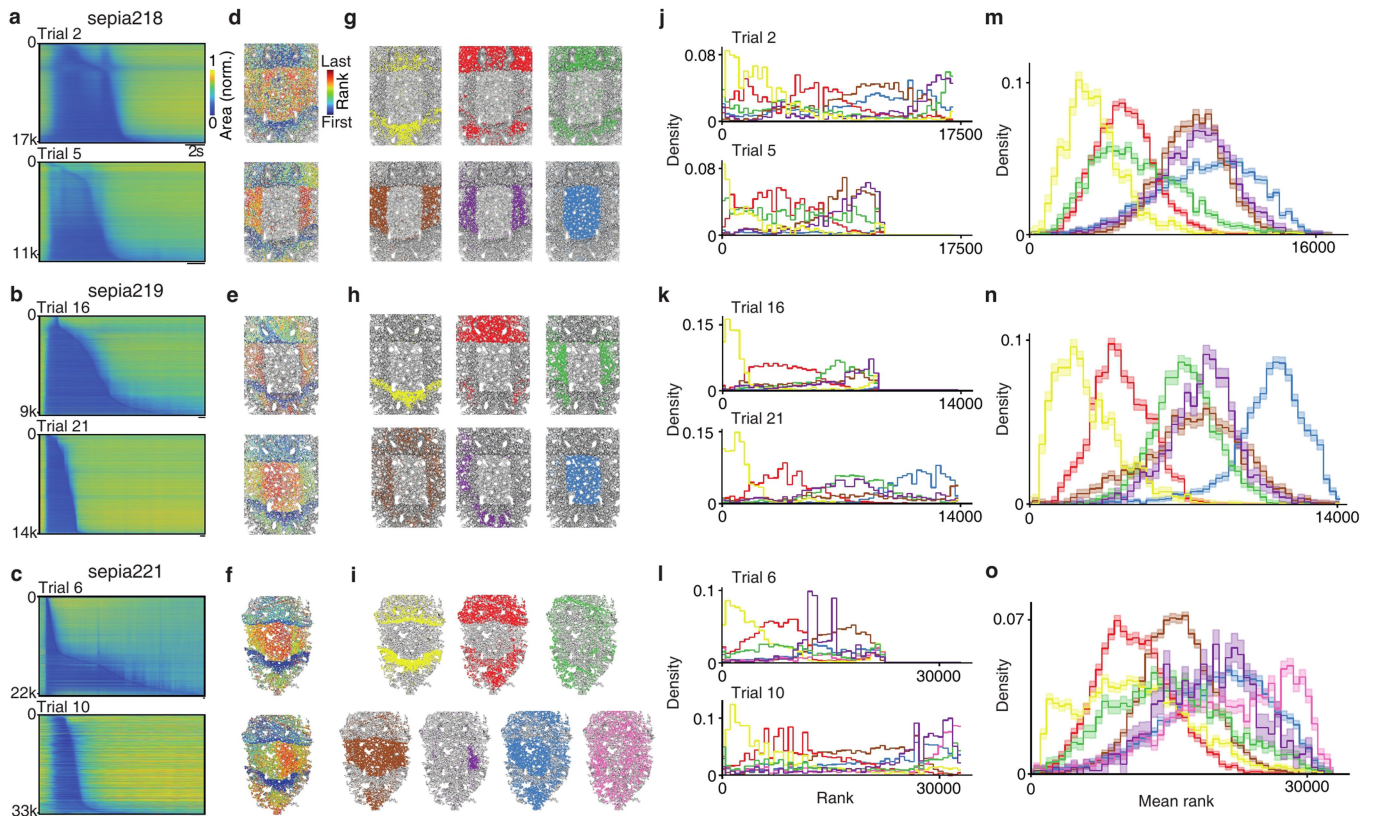 a
sepia218
Trial 2
0
17k
1
Area (norm.)
0
2s
Trial 5
0
11k
b
sepia219
Trial 16
0
9k
Trial 21
0
14k
c
sepia221
Trial 6
0
22k
Trial 10
0
33k
d
Last
Rank
First
e
f
g
h
i
j
Trial 2
0.08
0
0
17500
Density
Trial 5
0.08
0
0
17500
k
Trial 16
0.15
0
0
14000
Density
Trial 21
0.15
0
0
14000
l
Trial 6
0.1
0
0
30000
Density
Trial 10
0.1
0
0
30000
Rank
m
0.1
Density
0
0
16000
n
0.1
Density
0
0
14000
o
0.07
Density
0
0
30000
Mean rank